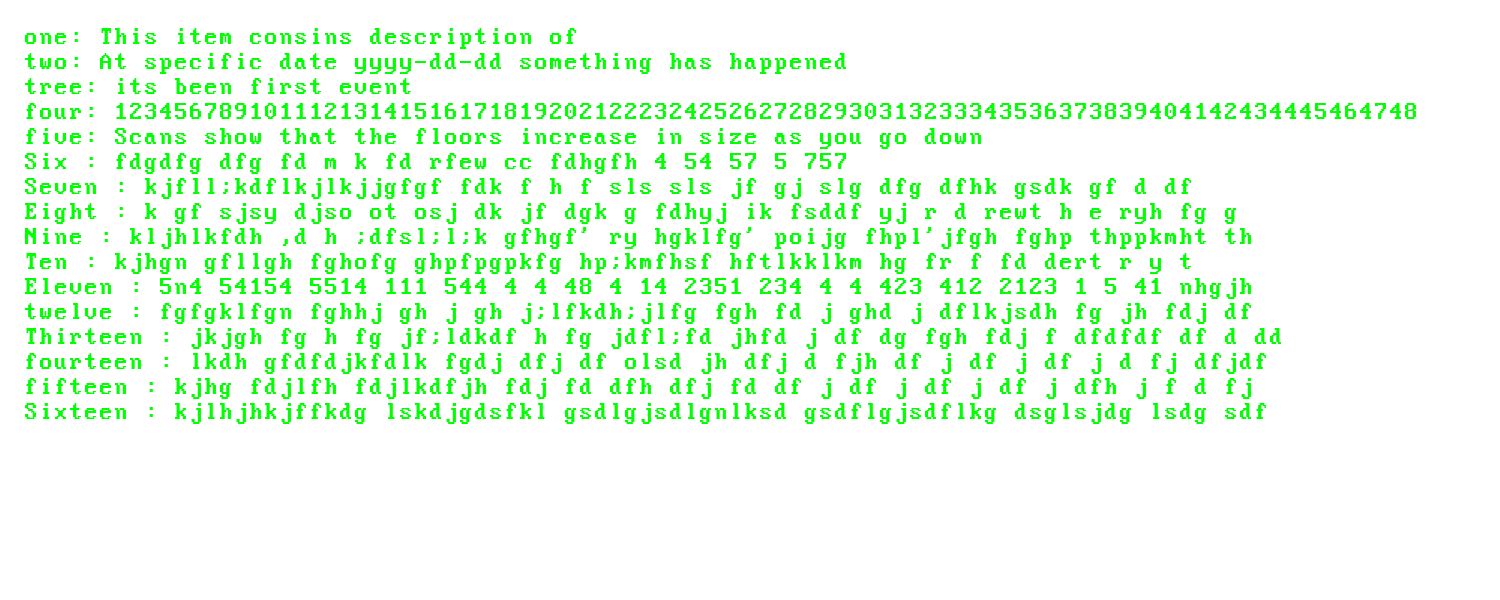 one: This item consins description of
two: At specific date yyyy-dd-dd something has happened
tree: its been first event
four: 123456789101112131415161718192021222324252627282930313233343536373839404142434445464748
five: Scans show that the floors increase in size as you go down
Six : fdgdfg dfg fd m k fd rfew cc fdhgfh 4 54 57 5 757
Seven : kjfll;kdflkjlkjjgfgf fdk f h f sls sls jf gj slg dfg dfhk gsdk gf d df
Eight : k gf sjsy djso ot osj dk jf dgk g fdhyj ik fsddf yj r d rewt h e ryh fg g
Nine : kljhlkfdh ,d h ;dfsl;l;k gfhgf' ry hgklfg' poijg fhpl'jfgh fghp thppkmht th
Ten : kjhgn gfllgh fghofg ghpfpgpkfg hp;kmfhsf hftlkklkm hg fr f fd dert r y t
Eleven : 5n4 54154 5514 111 544 4 4 48 4 14 2351 234 4 4 423 412 2123 1 5 41 nhgjh
twelve : fgfgklfgn fghhj gh j gh j;lfkdh;jlfg fgh fd j ghd j dflkjsdh fg jh fdj df
Thirteen : jkjgh fg h fg jf;ldkdf h fg jdfl;fd jhfd j df dg fgh fdj f dfdfdf df d dd
fourteen : lkdh gfdfdjkfdlk fgdj dfj df olsd jh dfj d fjh df j df j df j d fj dfjdf
fifteen : kjhg fdjlfh fdjlkdfjh fdj fd dfh dfj fd df j df j df j df j dfh j f d fj
Sixteen : kjlhjhkjffkdg lskdjgdsfkl gsdlgjsdlgnlksd gsdflgjsdflkg dsglsjdg lsdg sdf